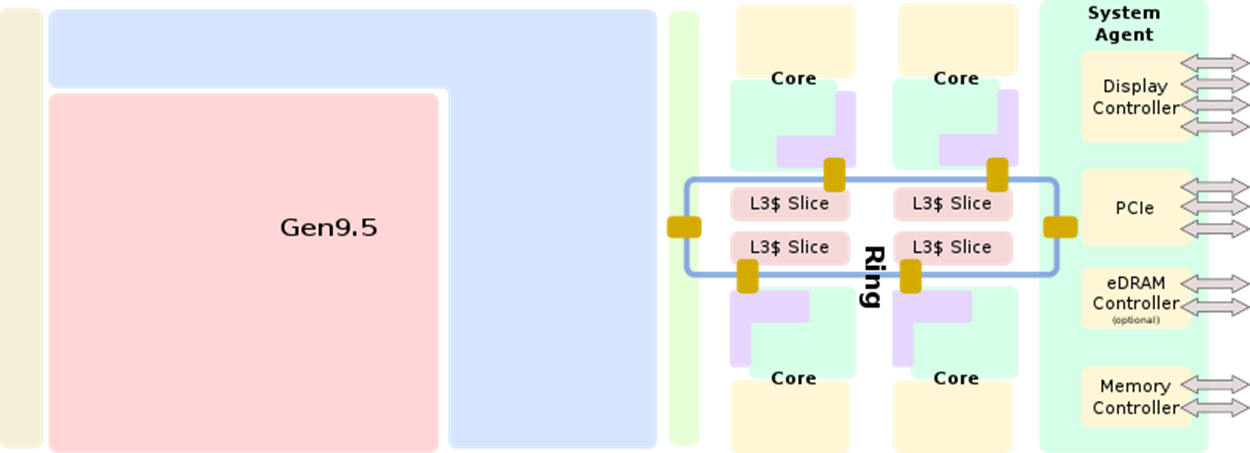 Gen9.5
Core
Core
L3$ Slice
L3$ Slice
L3$ Slice
L3$ Slice
Ring
Core
Core
System
Agent
Display
Controller
PCIe
eDRAM
Controller
(optional)
Memory
Controller